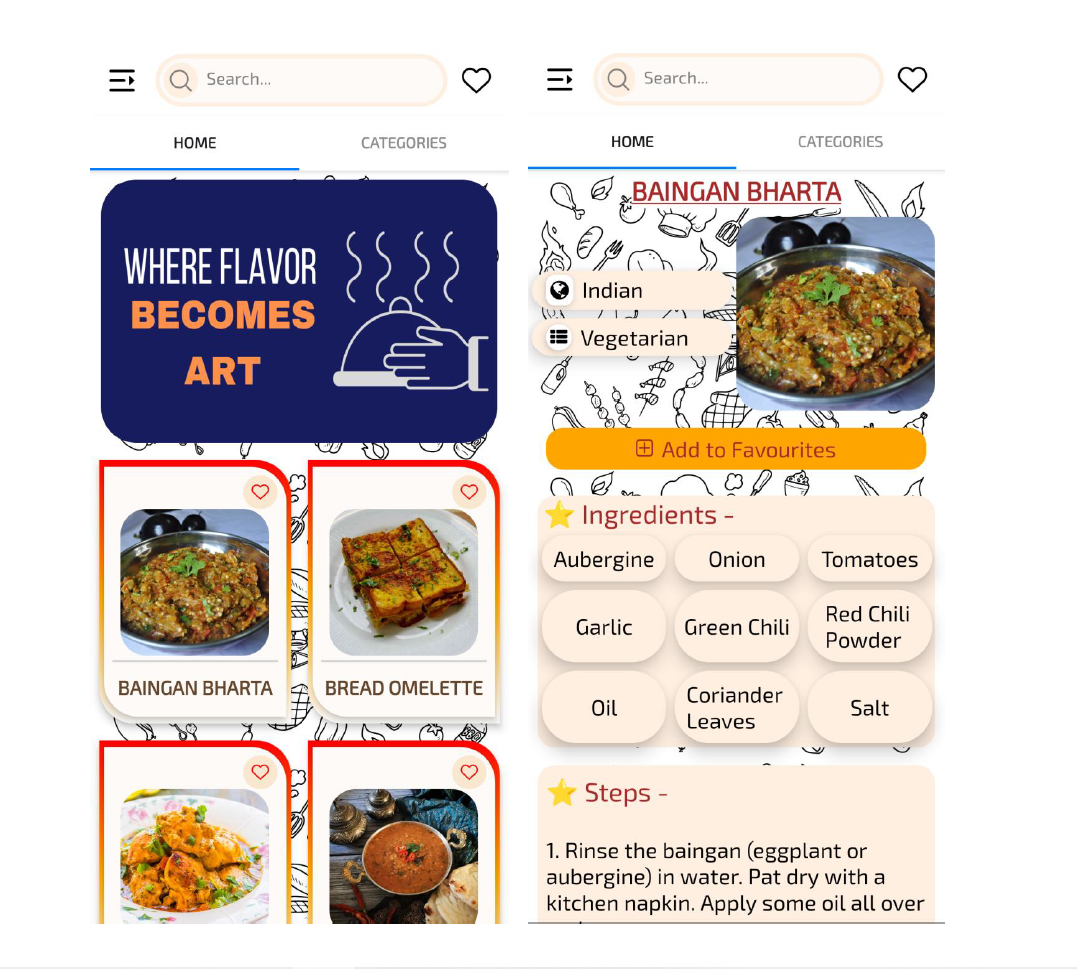 Search...
HOME
CATEGORIES
WHERE FLAVOR
BECOMES
ART
BAINGAN BHARTA
BREAD OMELETTE
Search...
HOME
CATEGORIES
BAINGAN BHARTA
Indian
Vegetarian
Add to Favourites
Ingredients -
Aubergine
Onion
Tomatoes
Garlic
Green Chili
Red Chili
Powder
Oil
Coriander
Leaves
Salt
Steps -
1. Rinse the baingan (eggplant or
aubergine) in water. Pat dry with a
kitchen napkin. Apply some oil all over